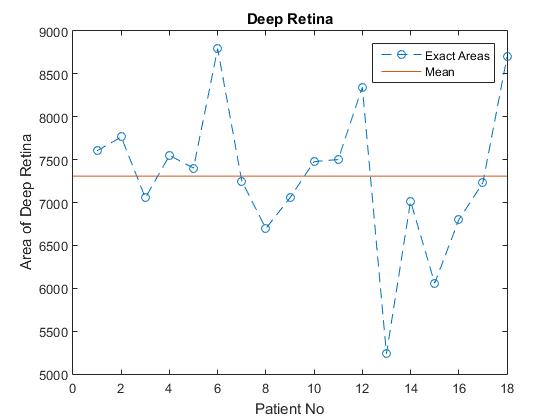 Deep Retina
9000
8500
8000
7500
7000
6500
6000
5500
5000
Area of Deep Retina
Exact Areas
Mean
0 2 4 6 8 10 12 14 16 18
Patient No